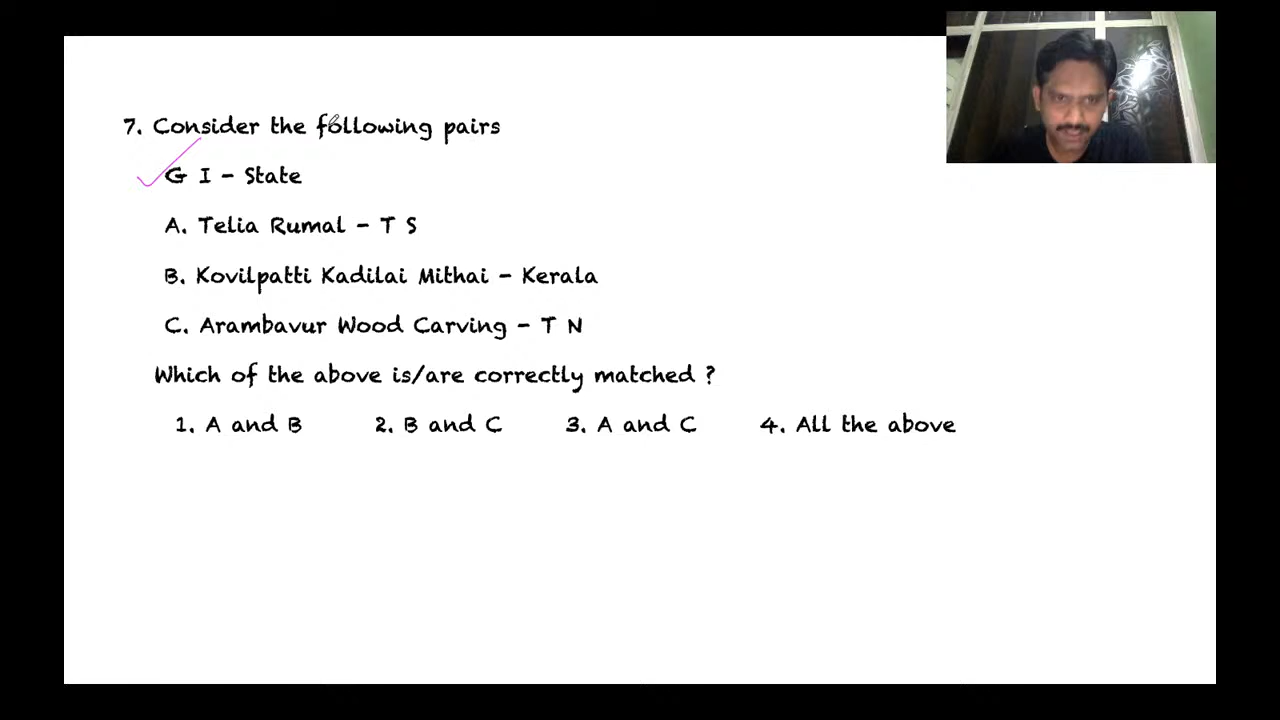 7. Consider the following pairs
G I - State
A. Telia Rumal - T S
B. Kovilpatti Kadilai Mithai - Kerala
C. Arambavur Wood Carving - T N
Which of the above is/are correctly matched ?
1. A and B 2. B and C 3. A and C 4. All the above